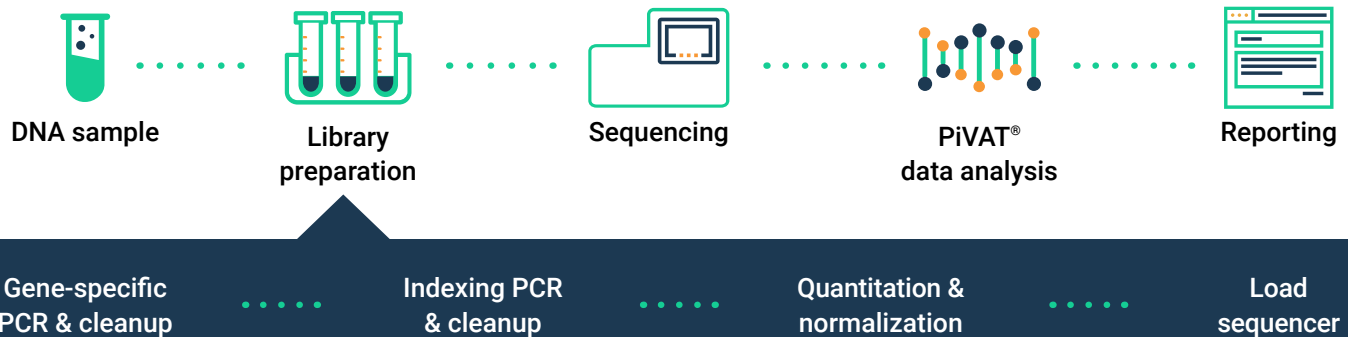 DNA sample
Library
preparation
Sequencing
PiVAT®
data analysis
Reporting
Gene-specific
PCR & cleanup
Indexing PCR
& cleanup
Quantitation &
normalization
Load
sequencer